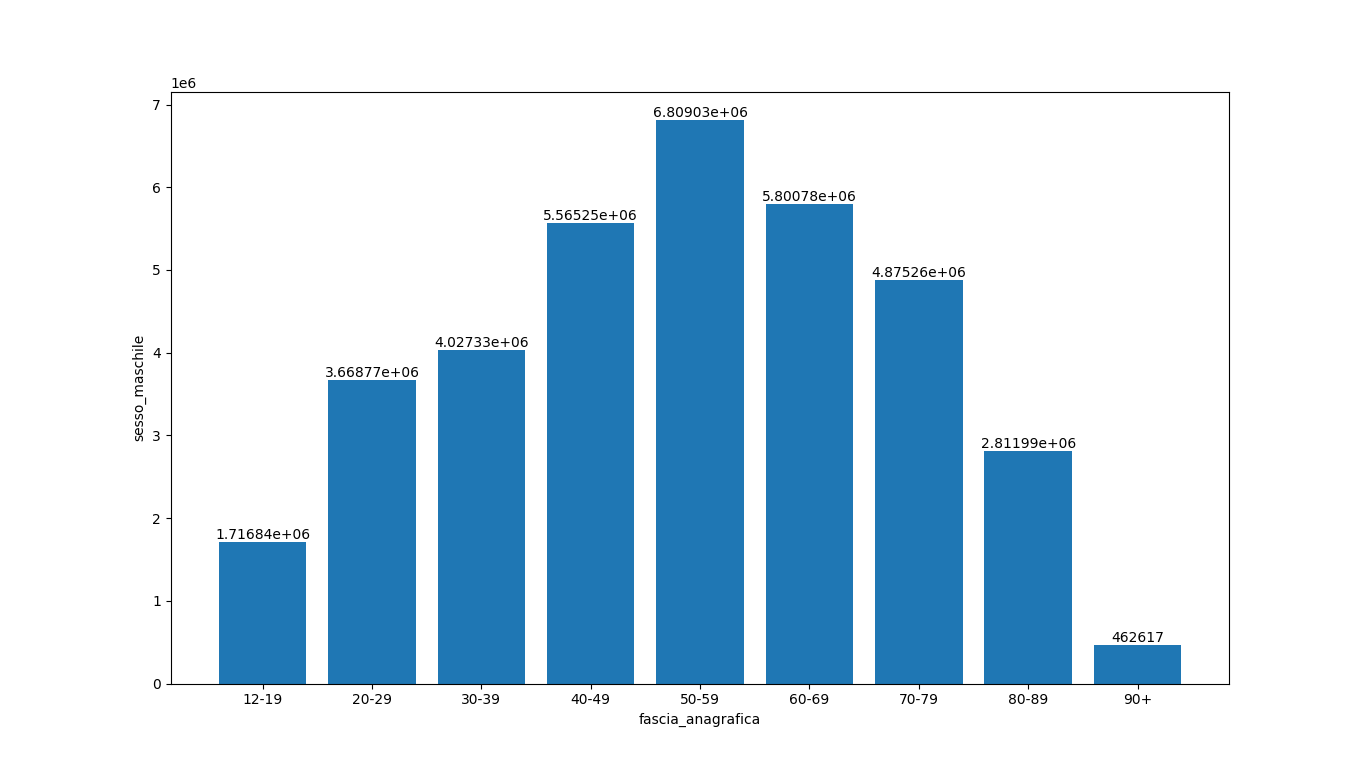 1e6
7
6
5
4
3
2
1
0
sesso_maschile
1.71684e+06
3.66877e+06
4.02733e+06
5.56525e+06
6.80903e+06
5.80078e+06
4.87526e+06
2.81199e+06
462617
12-19 20-29 30-39 40-49 50-59 60-69 70-79 80-89 90+
fascia_anagrafica